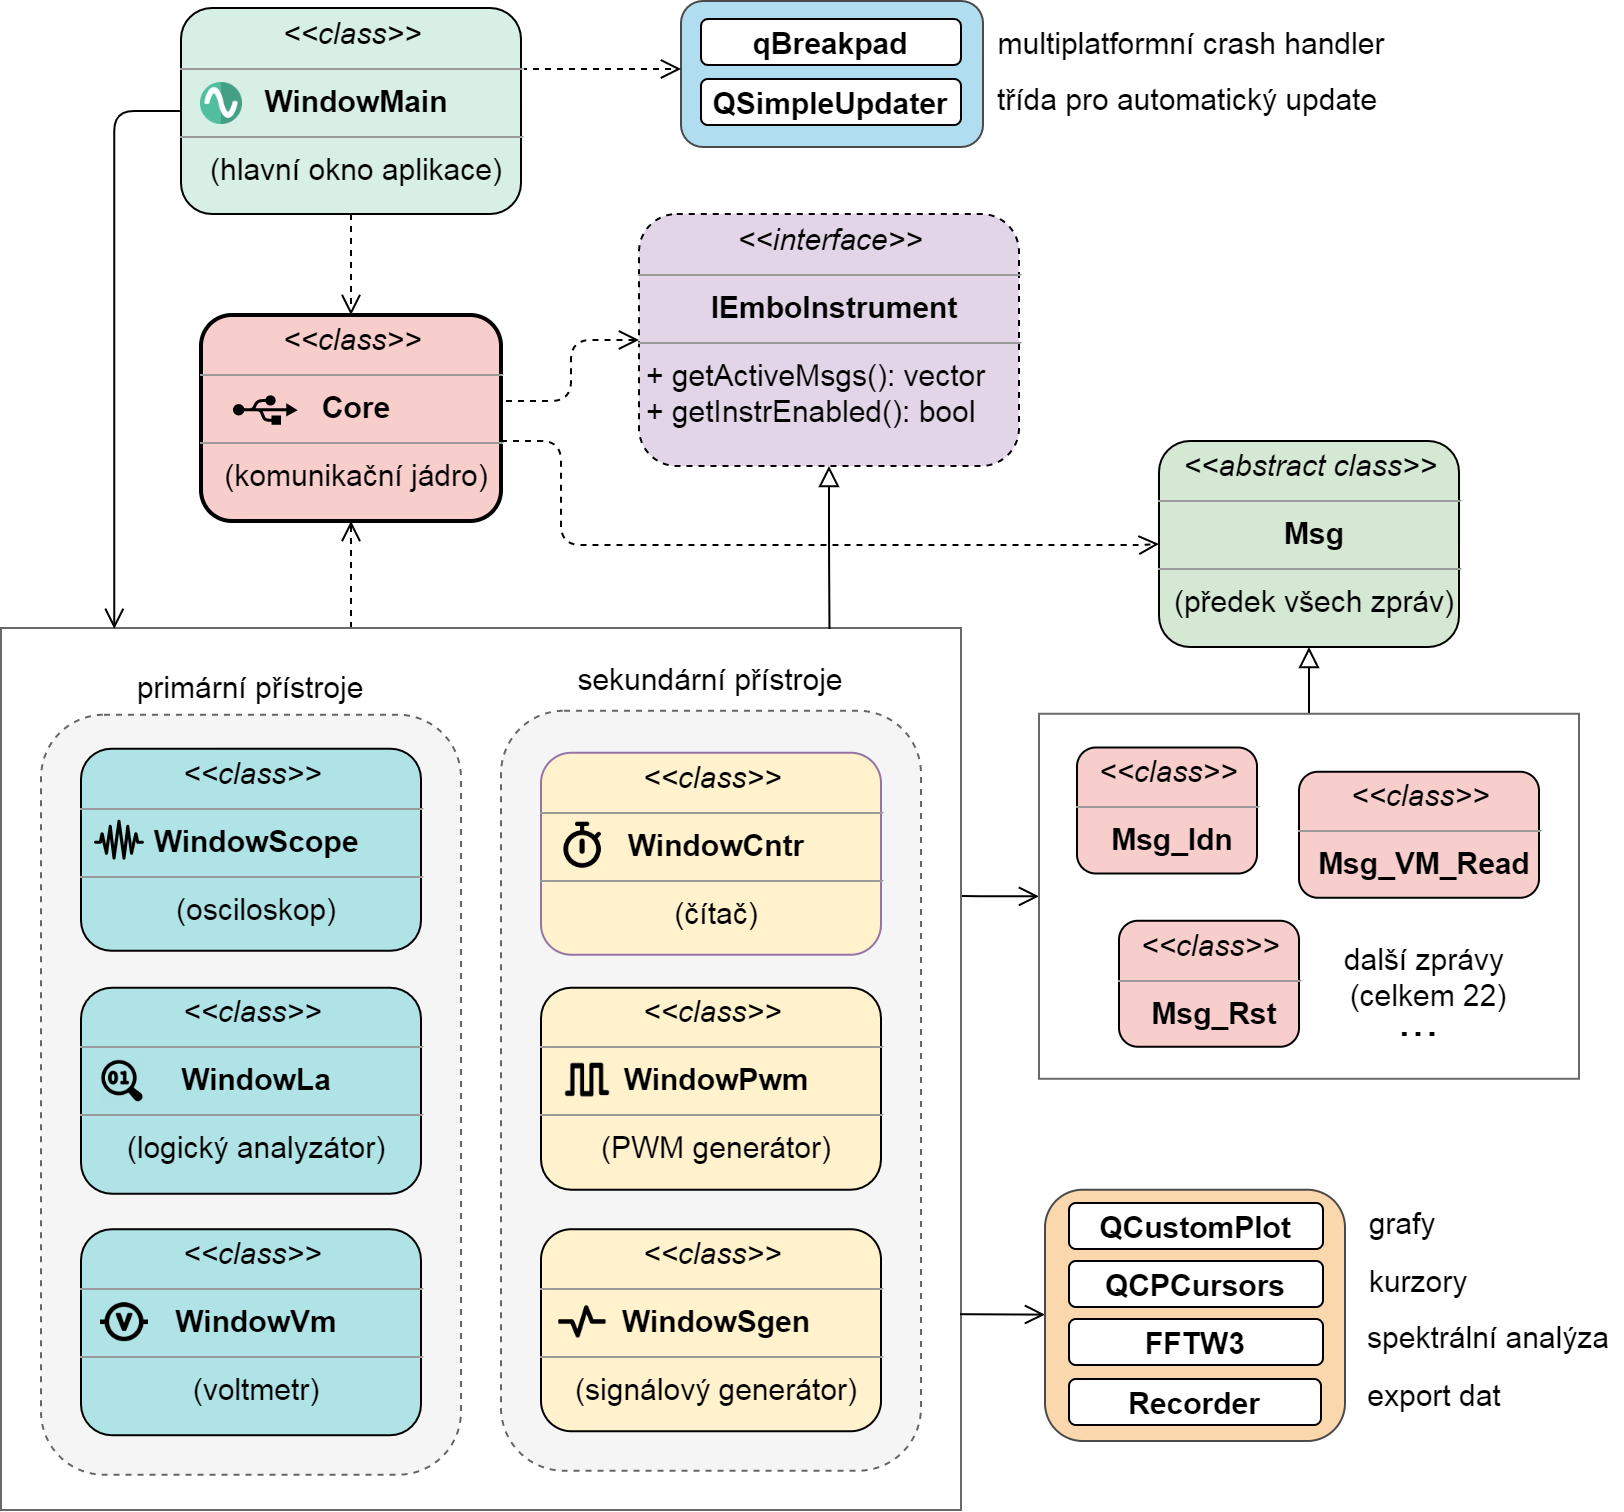 <<class>>
WindowMain
(hlavní okno aplikace)
qBreakpad
multiplatformní crash handler
QSimpleUpdater
třída pro automatický update
<<class>>
Core
(komunikační jádro)
<<interface>>
IEmboInstrument
+ getActiveMsgs(): vector
+ getInstrEnabled(): bool
<<abstract class>>
Msg
(předek všech zpráv)
primární přístroje
<<class>>
WindowScope
(osciloskop)
<<class>>
01
WindowLa
(logický analyzátor)
<<class>>
V
WindowVm
(voltmetr)
sekundární přístroje
<<class>>
WindowCntr
(čítač)
<<class>>
WindowPwm
(PWM generátor)
<<class>>
WindowSgen
(signálový generátor)
<<class>>
Msg_Idn
<<class>>
Msg_VM_Read
<<class>>
Msg_Rst
další zprávy
(celkem 22)
...
QCustomPlot
grafy
QCPCursors
kurzory
FFTW3
spektrální analýza
Recorder
export dat